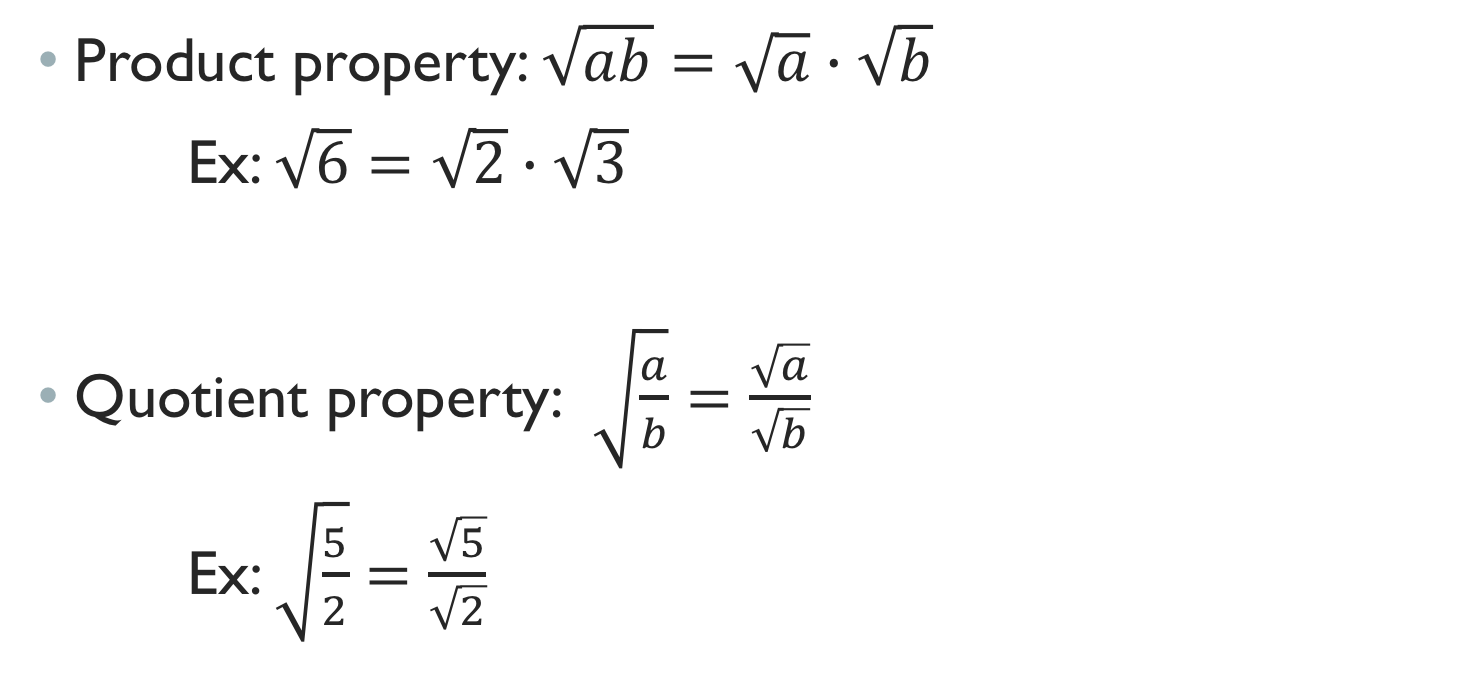 • Product property: √ab = √a · √b
Ex: √6 = √2 · √3
• Quotient property: √(a/b) = √a/√b
Ex: √(5/2) = √5/√2